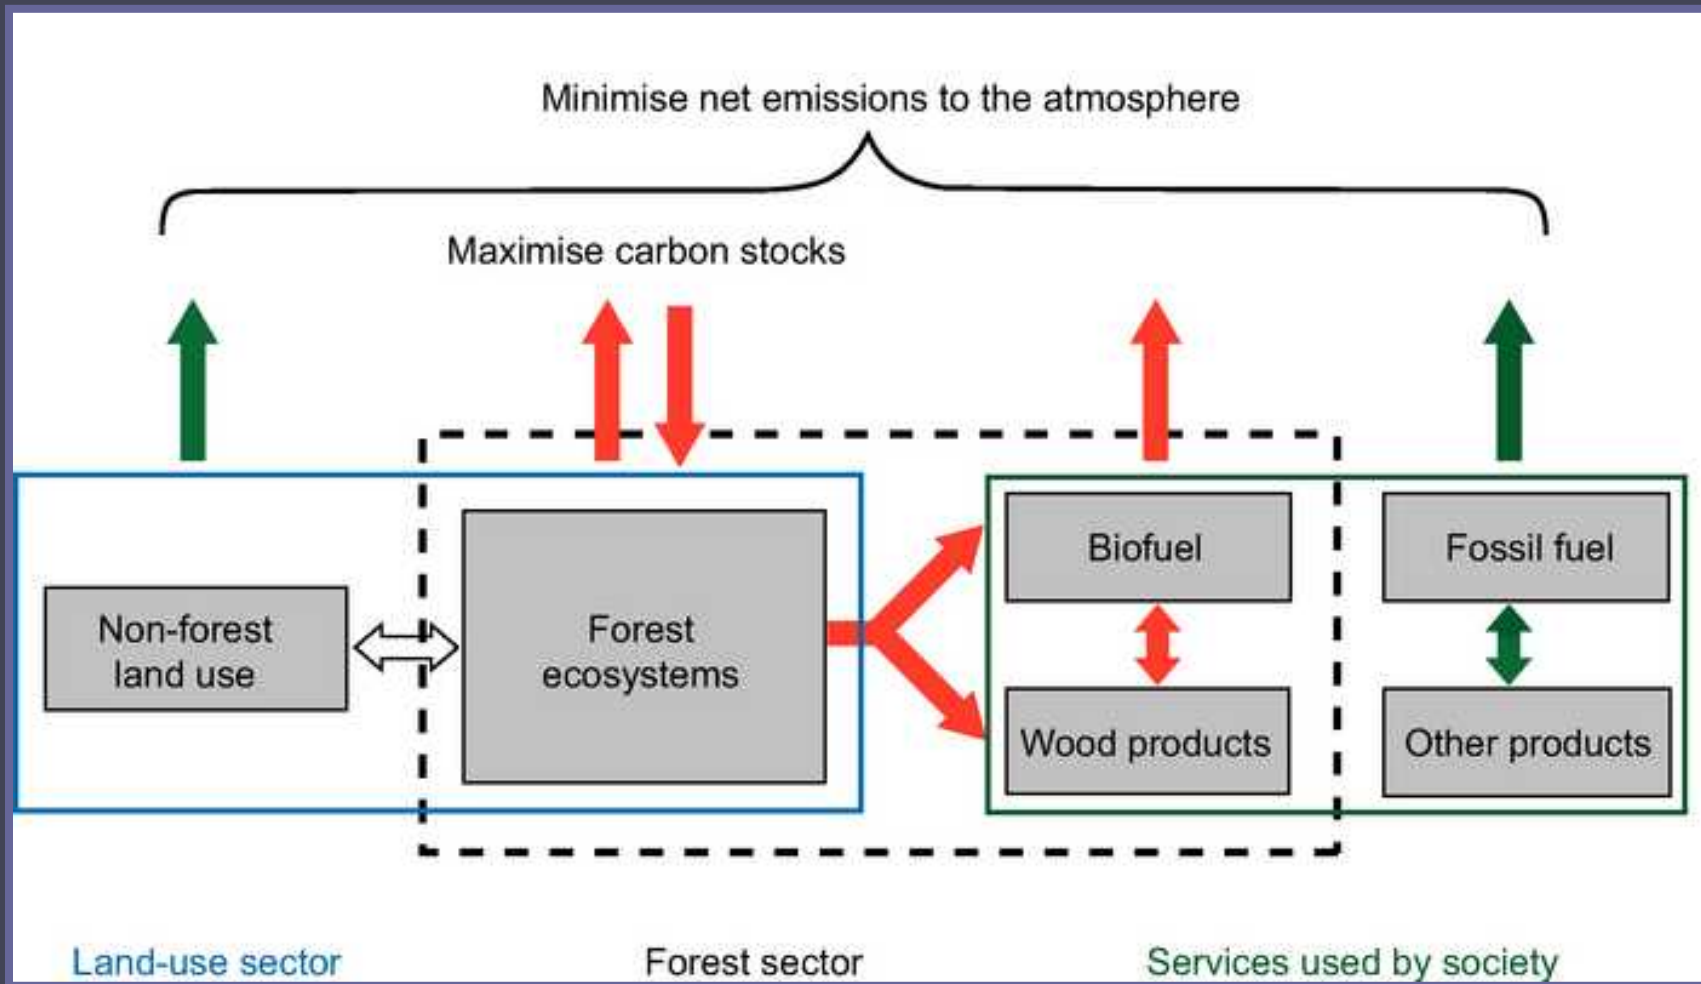 Minimise net emissions to the atmosphere
Maximise carbon stocks
Non-forest
land use
Forest
ecosystems
Biofuel
Wood products
Fossil fuel
Other products
Land-use sector
Forest sector
Services used by society